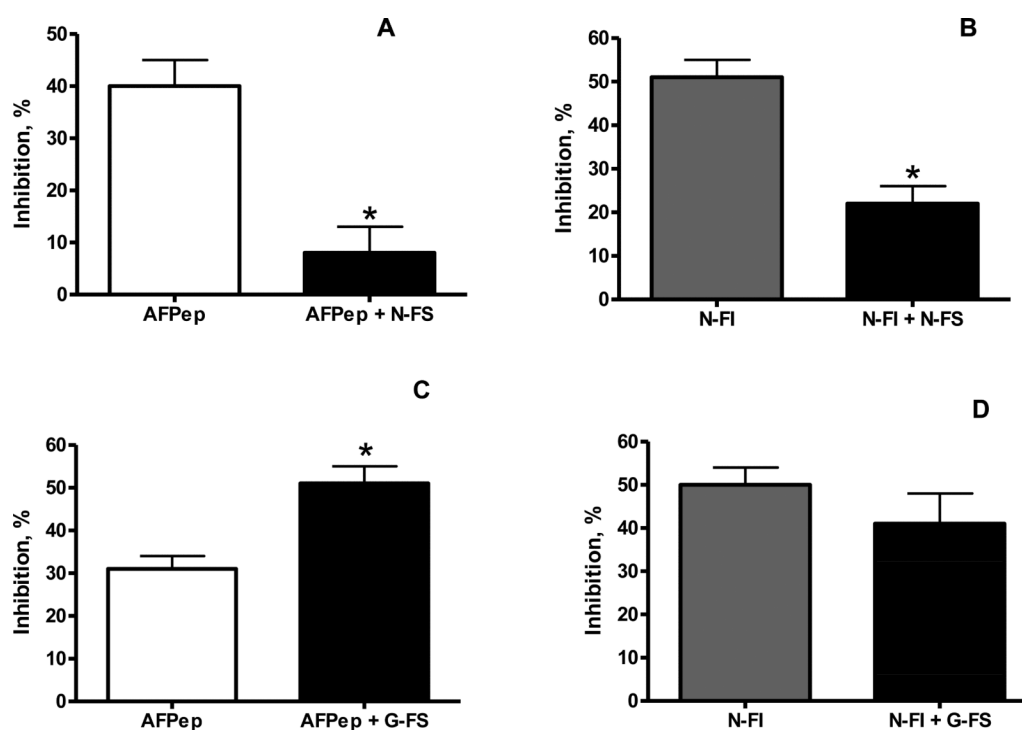 A
Inhibition, %
50
40
30
20
10
0
*
AFPep
AFPep + N-FS
B
Inhibition, %
60
50
40
30
20
10
0
*
N-FI
N-FI + N-FS
C
Inhibition, %
60
50
40
30
20
10
0
*
AFPep
AFPep + G-FS
D
Inhibition, %
60
50
40
30
20
10
0
N-FI
N-FI + G-FS